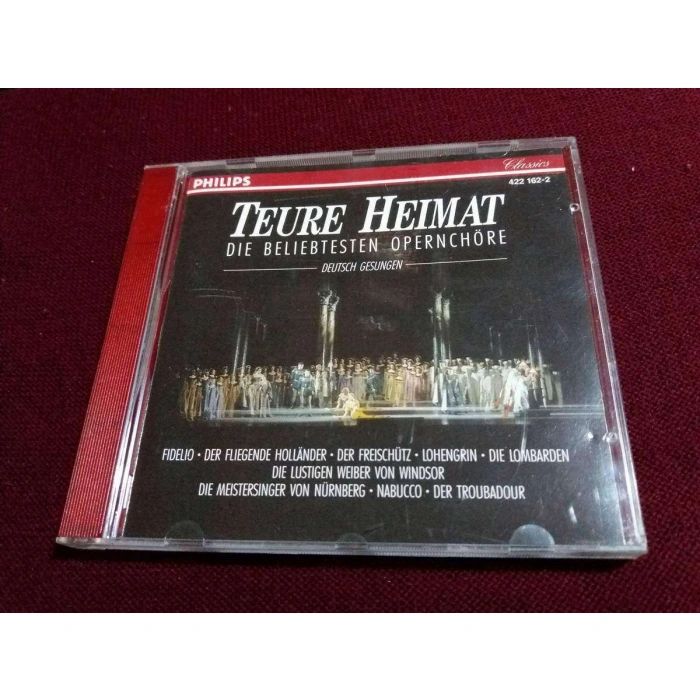 PHILIPS
Classics
422 162-2
TEURE HEIMAT
DIE BELIEBTESTEN OPERNCHÖRE
DEUTSCH GESUNGEN
FIDELIO · DER FLIEGENDE HOLLÄNDER · DER FREISCHÜTZ · LOHENGRIN · DIE LOMBARDEN
DIE LUSTIGEN WEIBER VON WINDSOR
DIE MEISTERSINGER VON NÜRNBERG · NABUCCO · DER TROUBADOUR